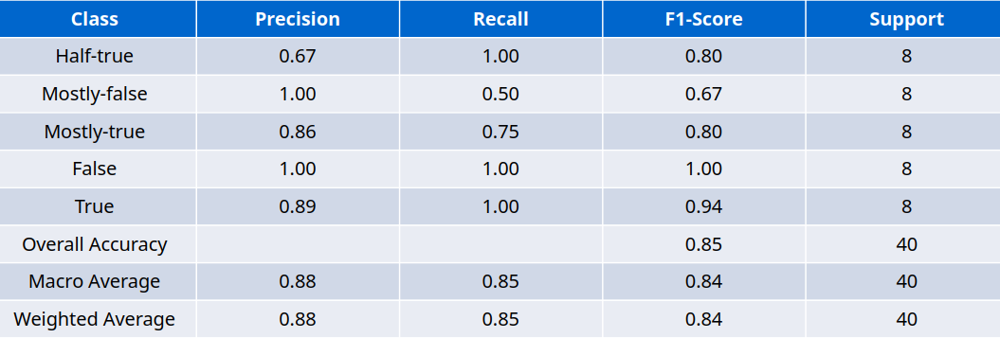 Class Precision Recall F1-Score Support
Half-true 0.67 1.00 0.80 8
Mostly-false 1.00 0.50 0.67 8
Mostly-true 0.86 0.75 0.80 8
False 1.00 1.00 1.00 8
True 0.89 1.00 0.94 8
Overall Accuracy 0.85 40
Macro Average 0.88 0.85 0.84 40
Weighted Average 0.88 0.85 0.84 40